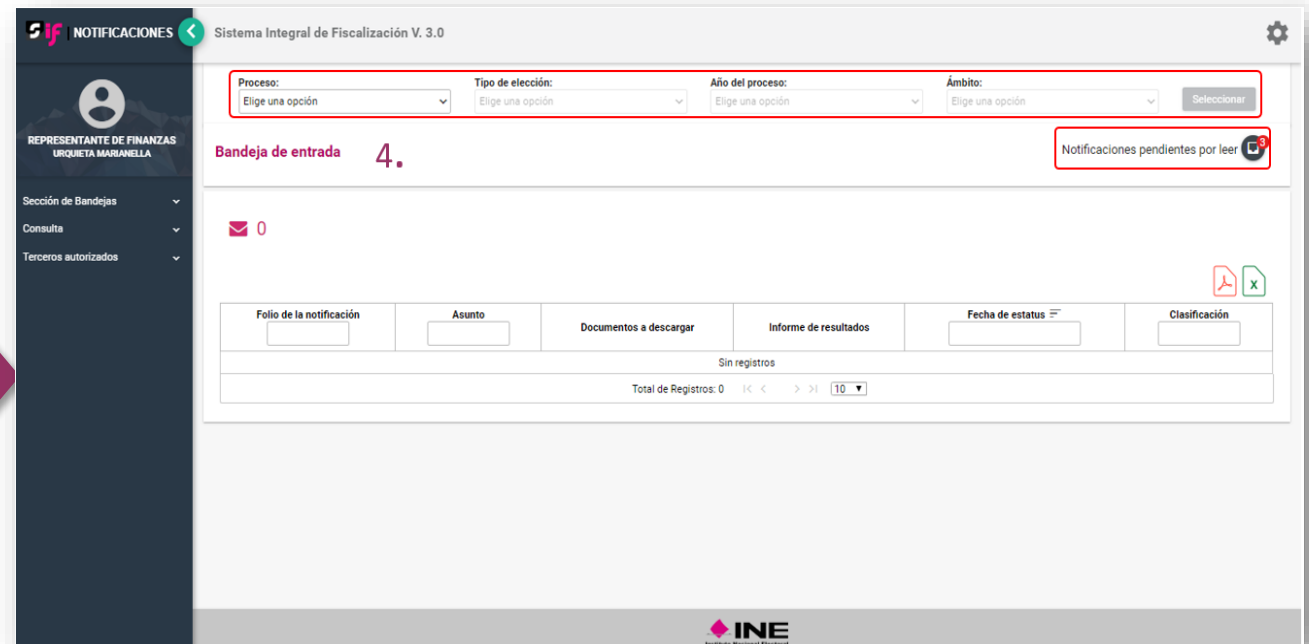 sif | NOTIFICACIONES
Sistema Integral de Fiscalización V. 3.0
REPRESENTANTE DE FINANZAS
URQUIETA MARIANELLA
Sección de Bandejas
Consulta
Terceros autorizados
Proceso: Tipo de elección: Año del proceso: Ámbito:
Elige una opción Elige una opción Elige una opción Elige una opción Seleccionar
Bandeja de entrada 4. Notificaciones pendientes por leer 3
0
Folio de la notificación Asunto Documentos a descargar Informe de resultados Fecha de estatus Clasificación
Sin registros
Total de Registros: 0 |< < > >| 10
INE
Instituto Nacional Electoral